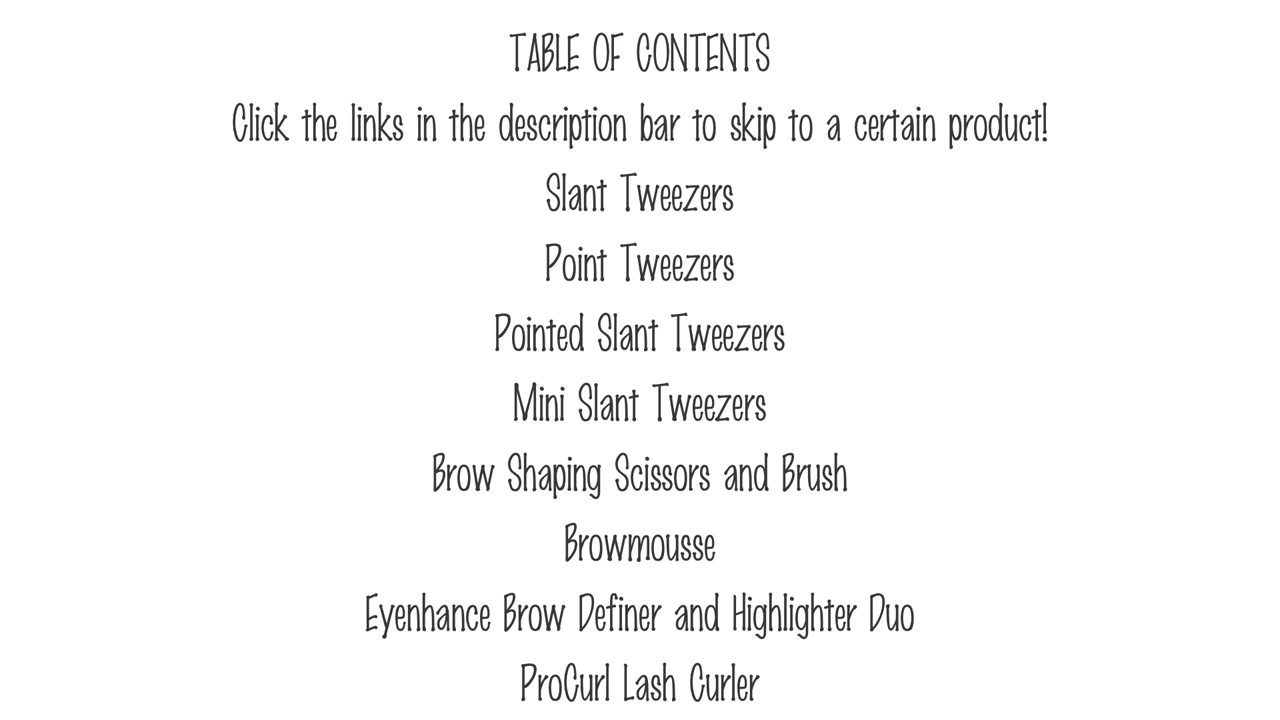 TABLE OF CONTENTS
Click the links in the description bar to skip to a certain product!
Slant Tweezers
Point Tweezers
Pointed Slant Tweezers
Mini Slant Tweezers
Brow Shaping Scissors and Brush
Browmousse
Eyenhance Brow Definer and Highlighter Duo
ProCurl Lash Curler